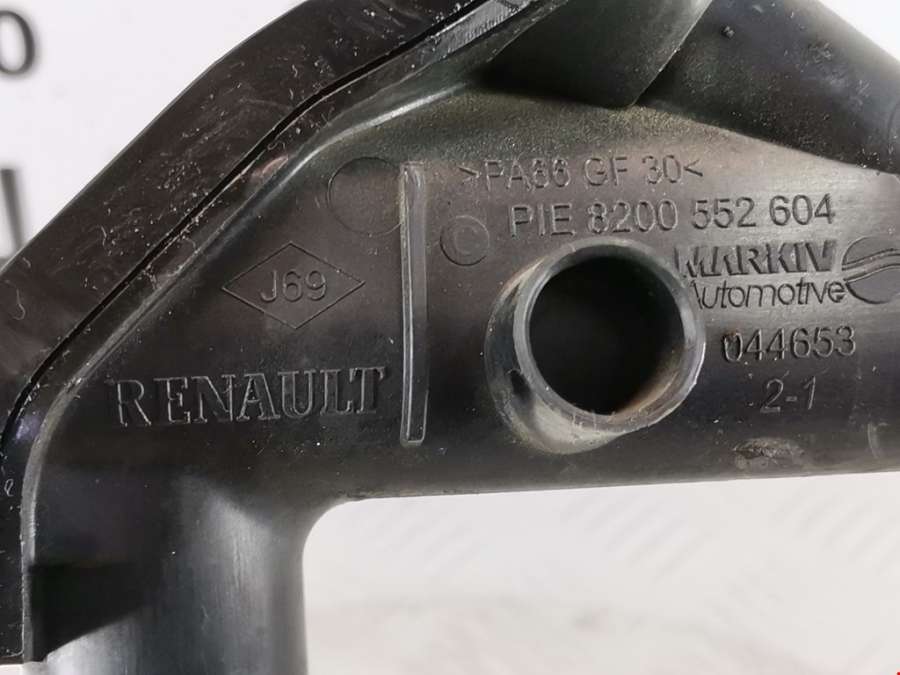 >PA66 GF 30<
© PIE 8200 552 604
MARKIV
Automotive
J69
044653
RENAULT
2-1